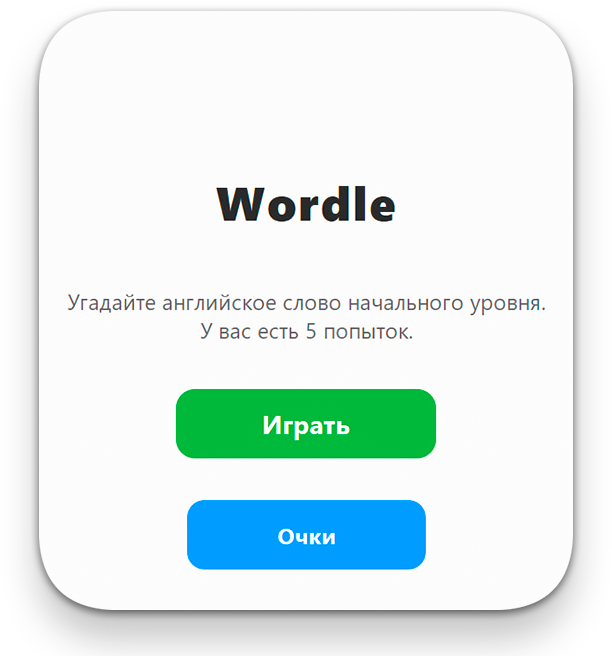 Wordle
Угадайте английское слово начального уровня.
У вас есть 5 попыток.
Играть
Очки